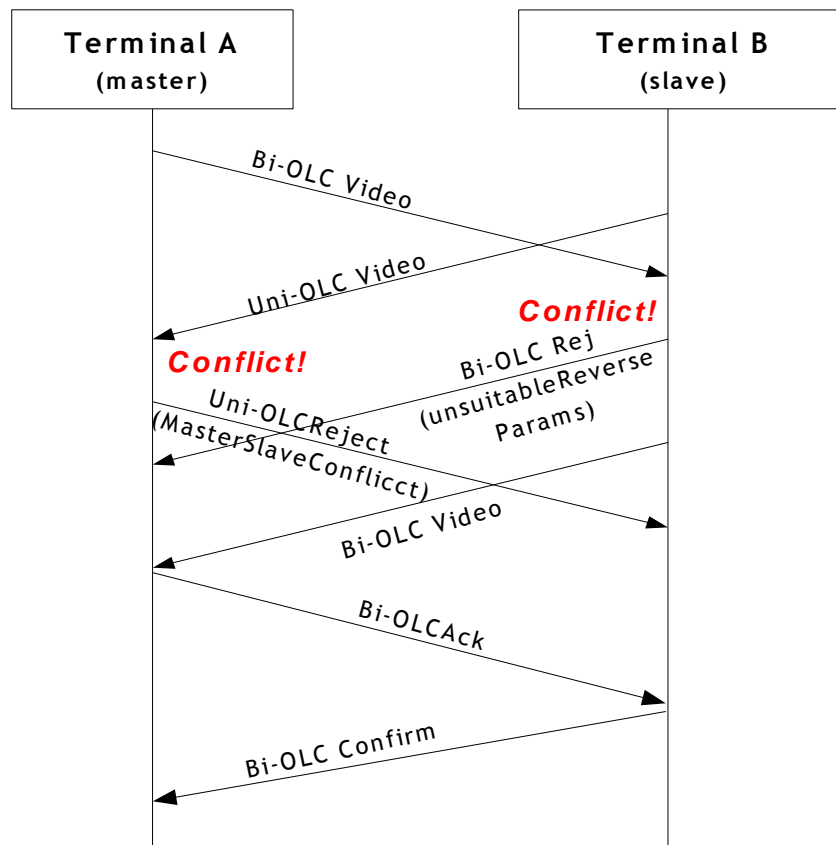 Terminal A
(master)
Terminal B
(slave)
Bi-OLC Video
Uni-OLC Video
Conflict!
Conflict!
Bi-OLC Rej
(unsuitableReverse
Params)
Uni-OLCReject
(MasterSlaveConflicct)
Bi-OLC Video
Bi-OLCAck
Bi-OLC Confirm